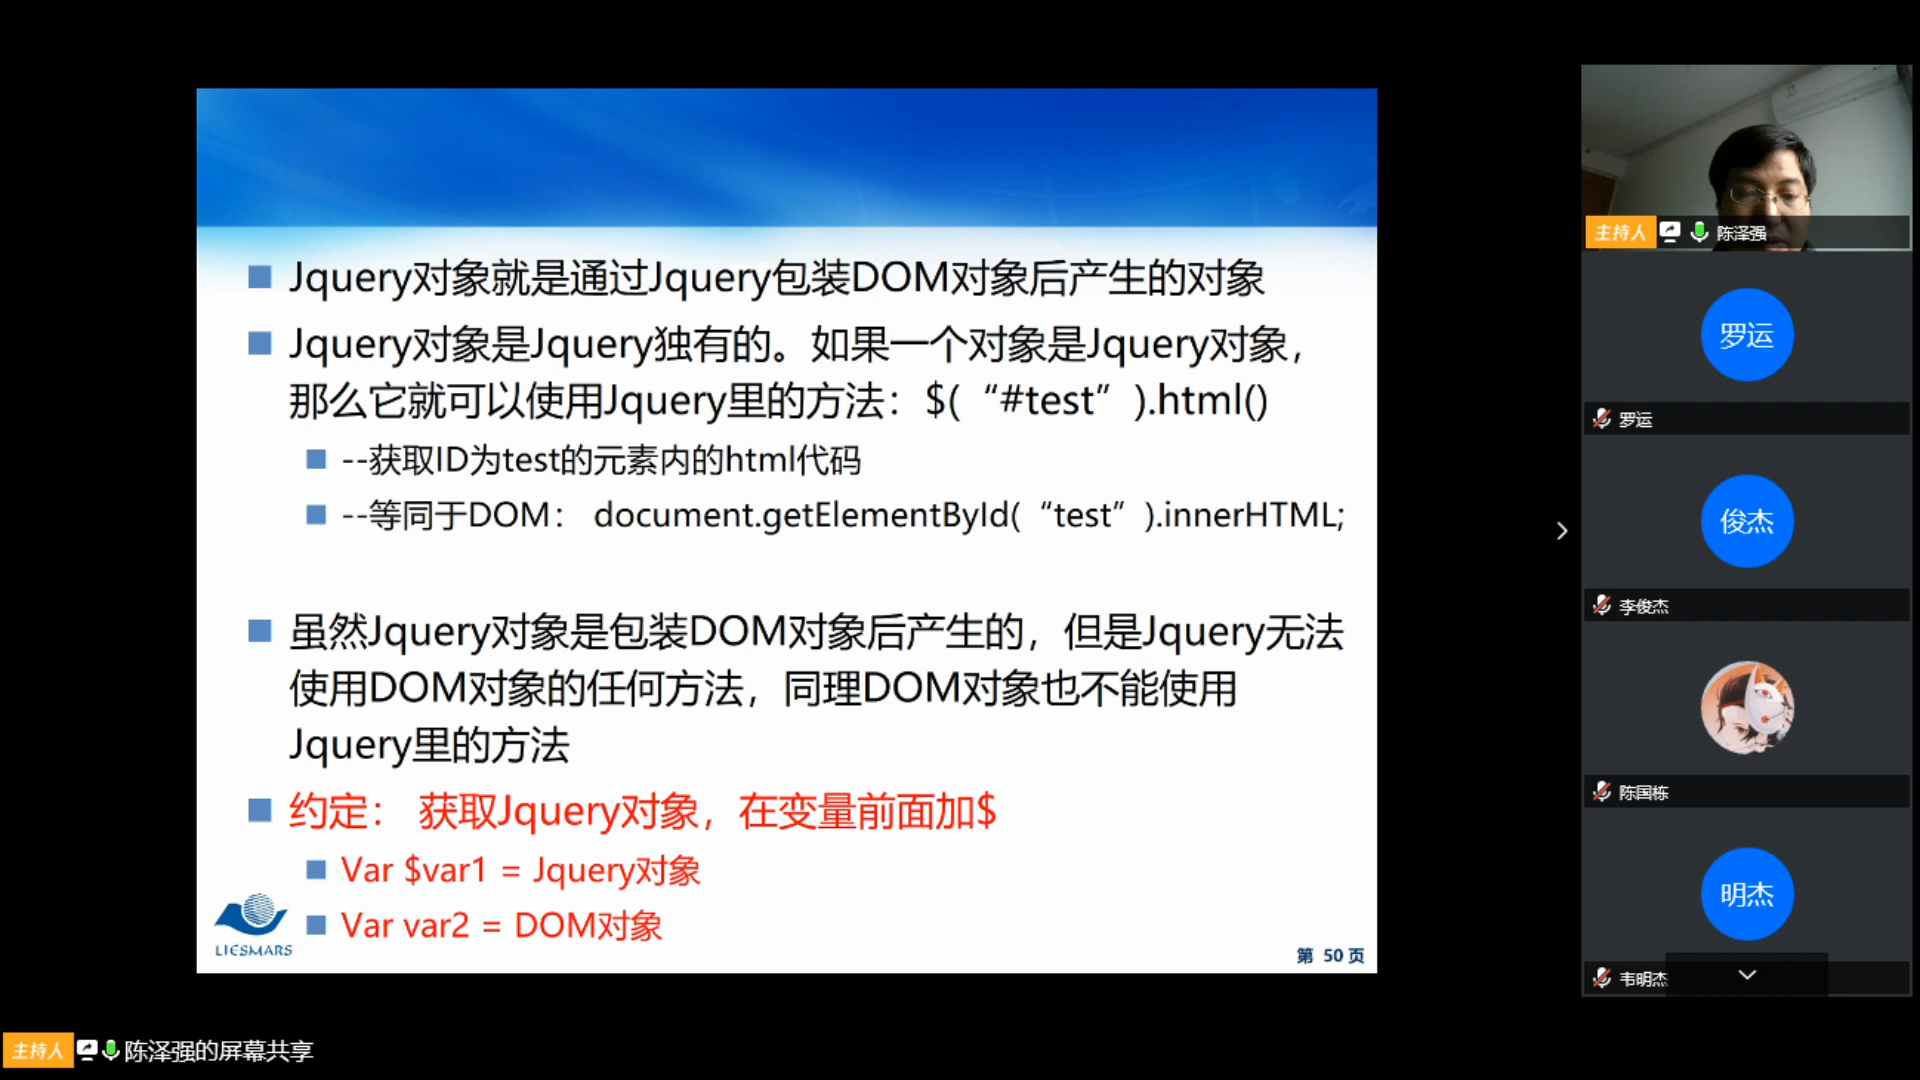 Jquery对象就是通过Jquery包装DOM对象后产生的对象
Jquery对象是Jquery独有的。如果一个对象是Jquery对象，
那么它就可以使用Jquery里的方法：$(“#test”).html()
--获取ID为test的元素内的html代码
--等同于DOM： document.getElementById(“test”).innerHTML;
虽然Jquery对象是包装DOM对象后产生的，但是Jquery无法
使用DOM对象的任何方法，同理DOM对象也不能使用
Jquery里的方法
约定： 获取Jquery对象，在变量前面加$
Var $var1 = Jquery对象
Var var2 = DOM对象
LIESMARS
第 50 页
主持人 陈泽强
罗运
罗运
俊杰
李俊杰
陈国栋
明杰
韦明杰
主持人 陈泽强的屏幕共享